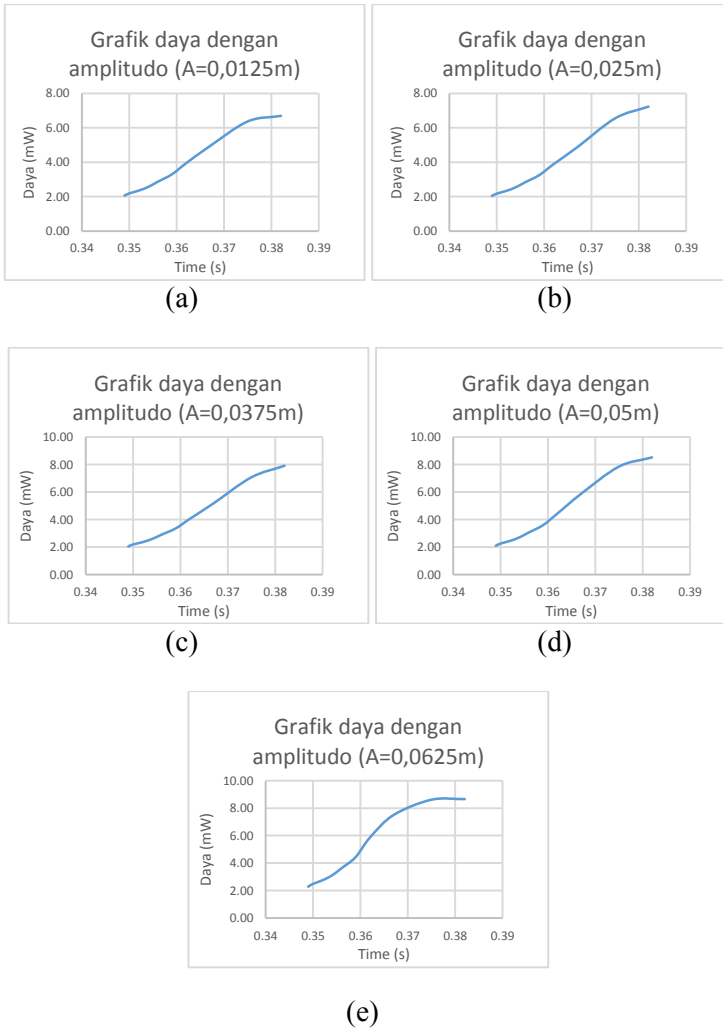 Grafik daya dengan
amplitudo (A=0,0125m)
8.00
6.00
4.00
2.00
0.00
Daya (mW)
0.34 0.35 0.36 0.37 0.38 0.39
Time (s)
(a)
Grafik daya dengan
amplitudo (A=0,025m)
8.00
6.00
4.00
2.00
0.00
Daya (mW)
0.34 0.35 0.36 0.37 0.38 0.39
Time (s)
(b)
Grafik daya dengan
amplitudo (A=0,0375m)
10.00
8.00
6.00
4.00
2.00
0.00
Daya (mW)
0.34 0.35 0.36 0.37 0.38 0.39
Time (s)
(c)
Grafik daya dengan
amplitudo (A=0,05m)
10.00
8.00
6.00
4.00
2.00
0.00
Daya (mW)
0.34 0.35 0.36 0.37 0.38 0.39
Time (s)
(d)
Grafik daya dengan
amplitudo (A=0,0625m)
10.00
8.00
6.00
4.00
2.00
0.00
Daya (mW)
0.34 0.35 0.36 0.37 0.38 0.39
Time (s)
(e)